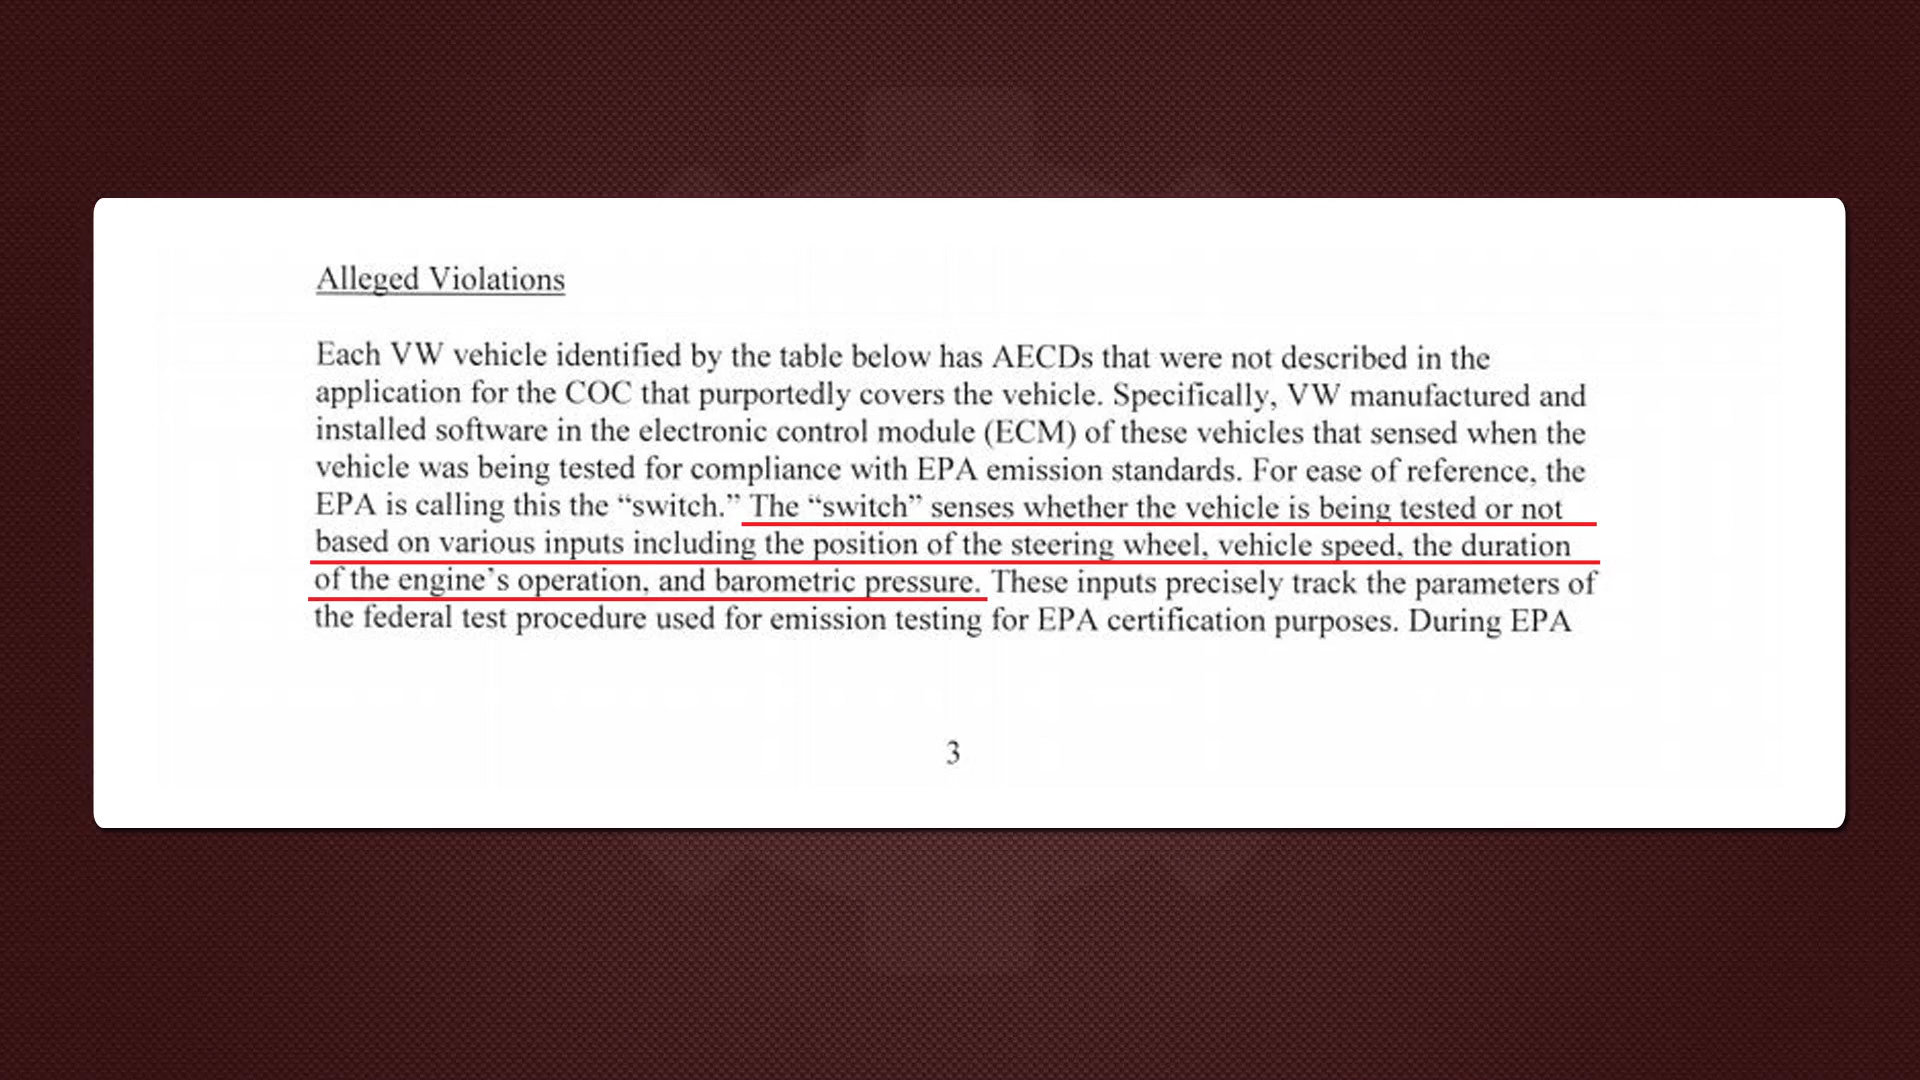 Alleged Violations
Each VW vehicle identified by the table below has AECDs that were not described in the
application for the COC that purportedly covers the vehicle. Specifically, VW manufactured and
installed software in the electronic control module (ECM) of these vehicles that sensed when the
vehicle was being tested for compliance with EPA emission standards. For ease of reference, the
EPA is calling this the “switch.” The “switch” senses whether the vehicle is being tested or not
based on various inputs including the position of the steering wheel, vehicle speed, the duration
of the engine’s operation, and barometric pressure. These inputs precisely track the parameters of
the federal test procedure used for emission testing for EPA certification purposes. During EPA
3